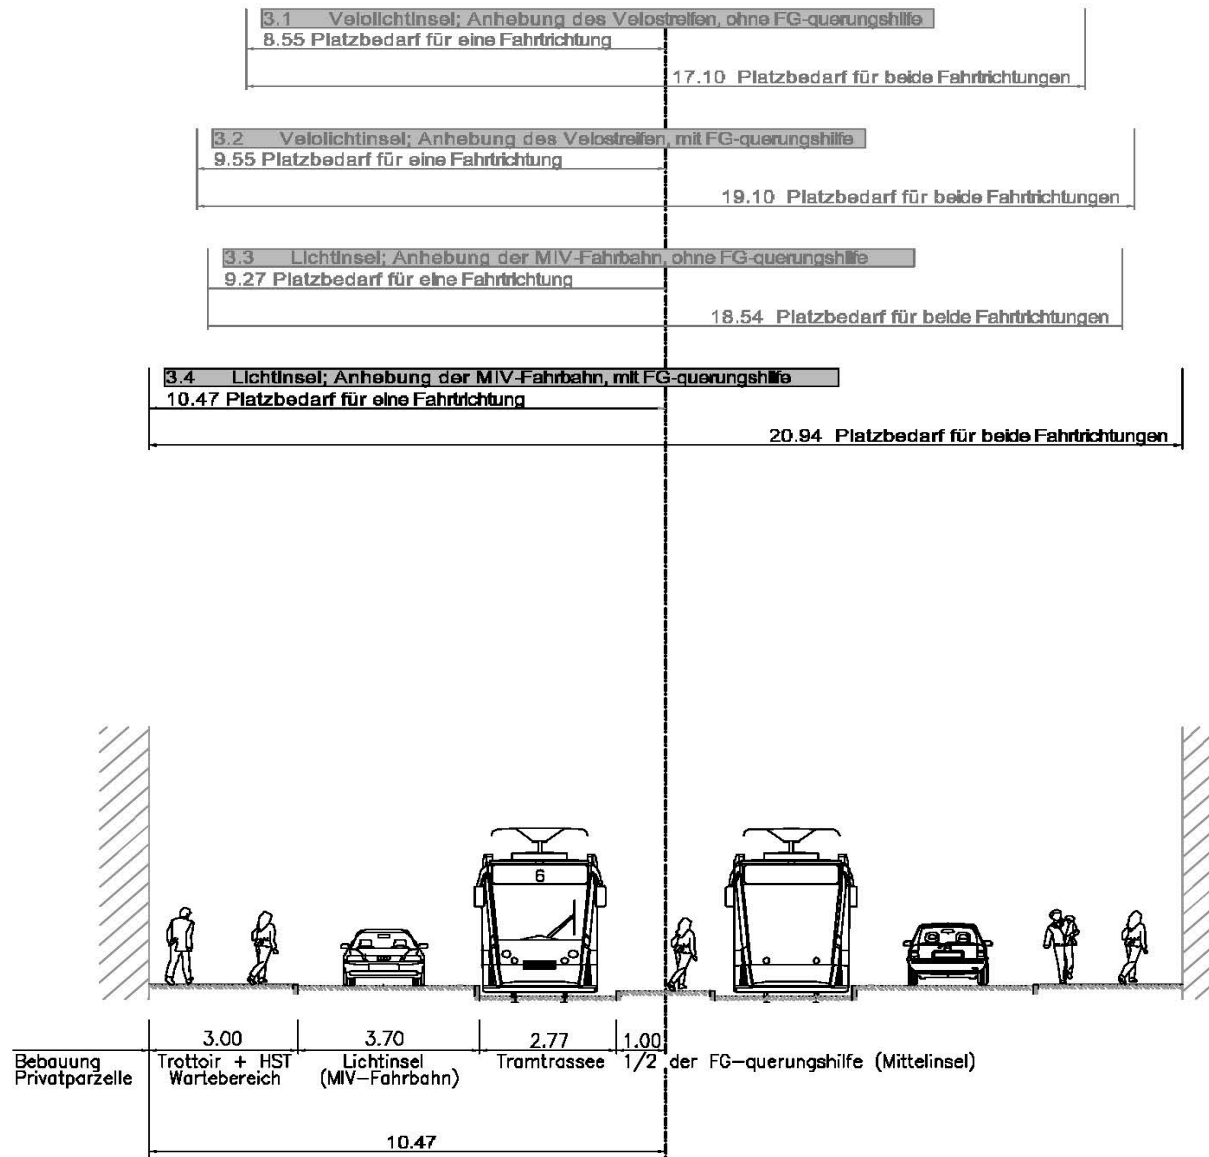 3.1 Velolichtinsel; Anhebung des Velostreifen, ohne FG-querungshilfe
8.55 Platzbedarf für eine Fahrtrichtung
17.10 Platzbedarf für beide Fahrtrichtungen
3.2 Velolichtinsel; Anhebung des Velostreifen, mit FG-querungshilfe
9.55 Platzbedarf für eine Fahrtrichtung
19.10 Platzbedarf für beide Fahrtrichtungen
3.3 Lichtinsel; Anhebung der MIV-Fahrbahn, ohne FG-querungshilfe
9.27 Platzbedarf für eine Fahrtrichtung
18.54 Platzbedarf für beide Fahrtrichtungen
3.4 Lichtinsel; Anhebung der MIV-Fahrbahn, mit FG-querungshilfe
10.47 Platzbedarf für eine Fahrtrichtung
20.94 Platzbedarf für beide Fahrtrichtungen
6
3.00 3.70 2.77 1.00
Bebauung Trottoir + HST Lichtinsel Tramtrassee 1/2 der FG-querungshilfe (Mittelinsel)
Privatparzelle Wartebereich (MIV-Fahrbahn)
10.47